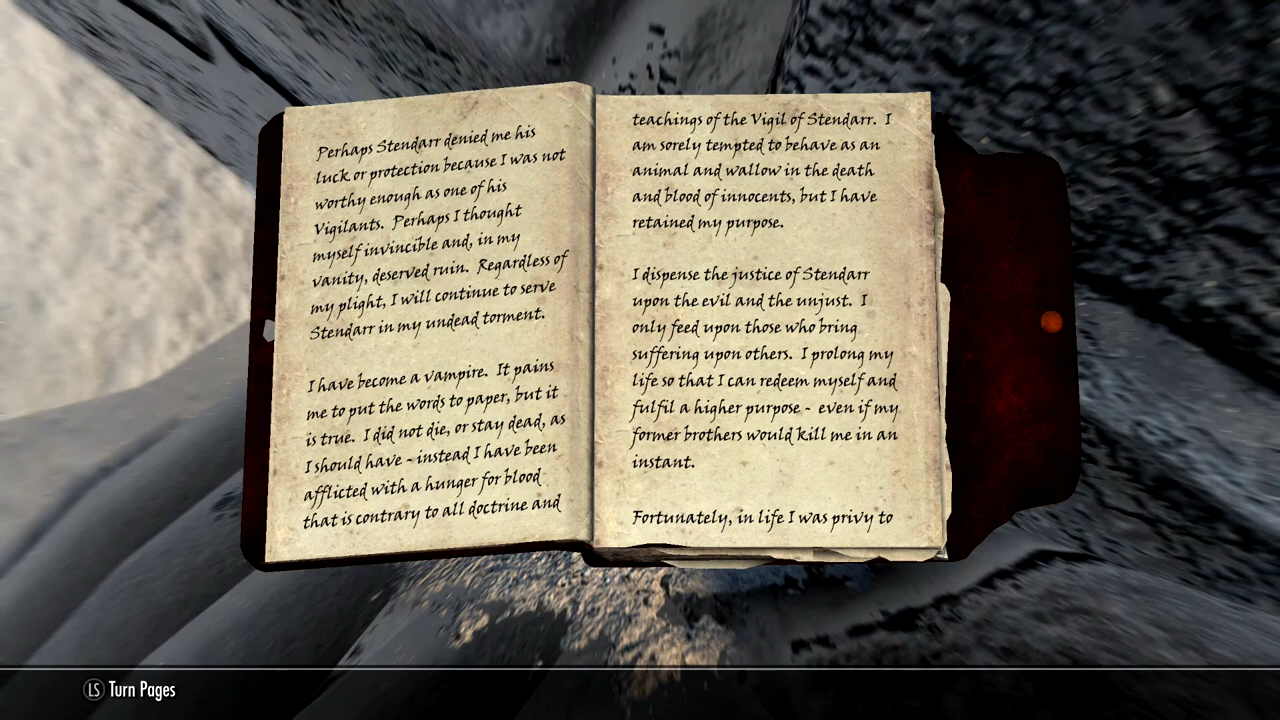 Perhaps Stendarr denied me his
luck or protection because I was not
worthy enough as one of his
Vigilants. Perhaps I thought
myself invincible and, in my
vanity, deserved ruin. Regardless of
my plight, I will continue to serve
Stendarr in my undead torment.
I have become a vampire. It pains
me to put the words to paper, but it
is true. I did not die, or stay dead, as
I should have - instead I have been
afflicted with a hunger for blood
that is contrary to all doctrine and
teachings of the Vigil of Stendarr. I
am sorely tempted to behave as an
animal and wallow in the death
and blood of innocents, but I have
retained my purpose.
I dispense the justice of Stendarr
upon the evil and the unjust. I
only feed upon those who bring
suffering upon others. I prolong my
life so that I can redeem myself and
fulfil a higher purpose - even if my
former brothers would kill me in an
instant.
Fortunately, in life I was privy to
LS Turn Pages